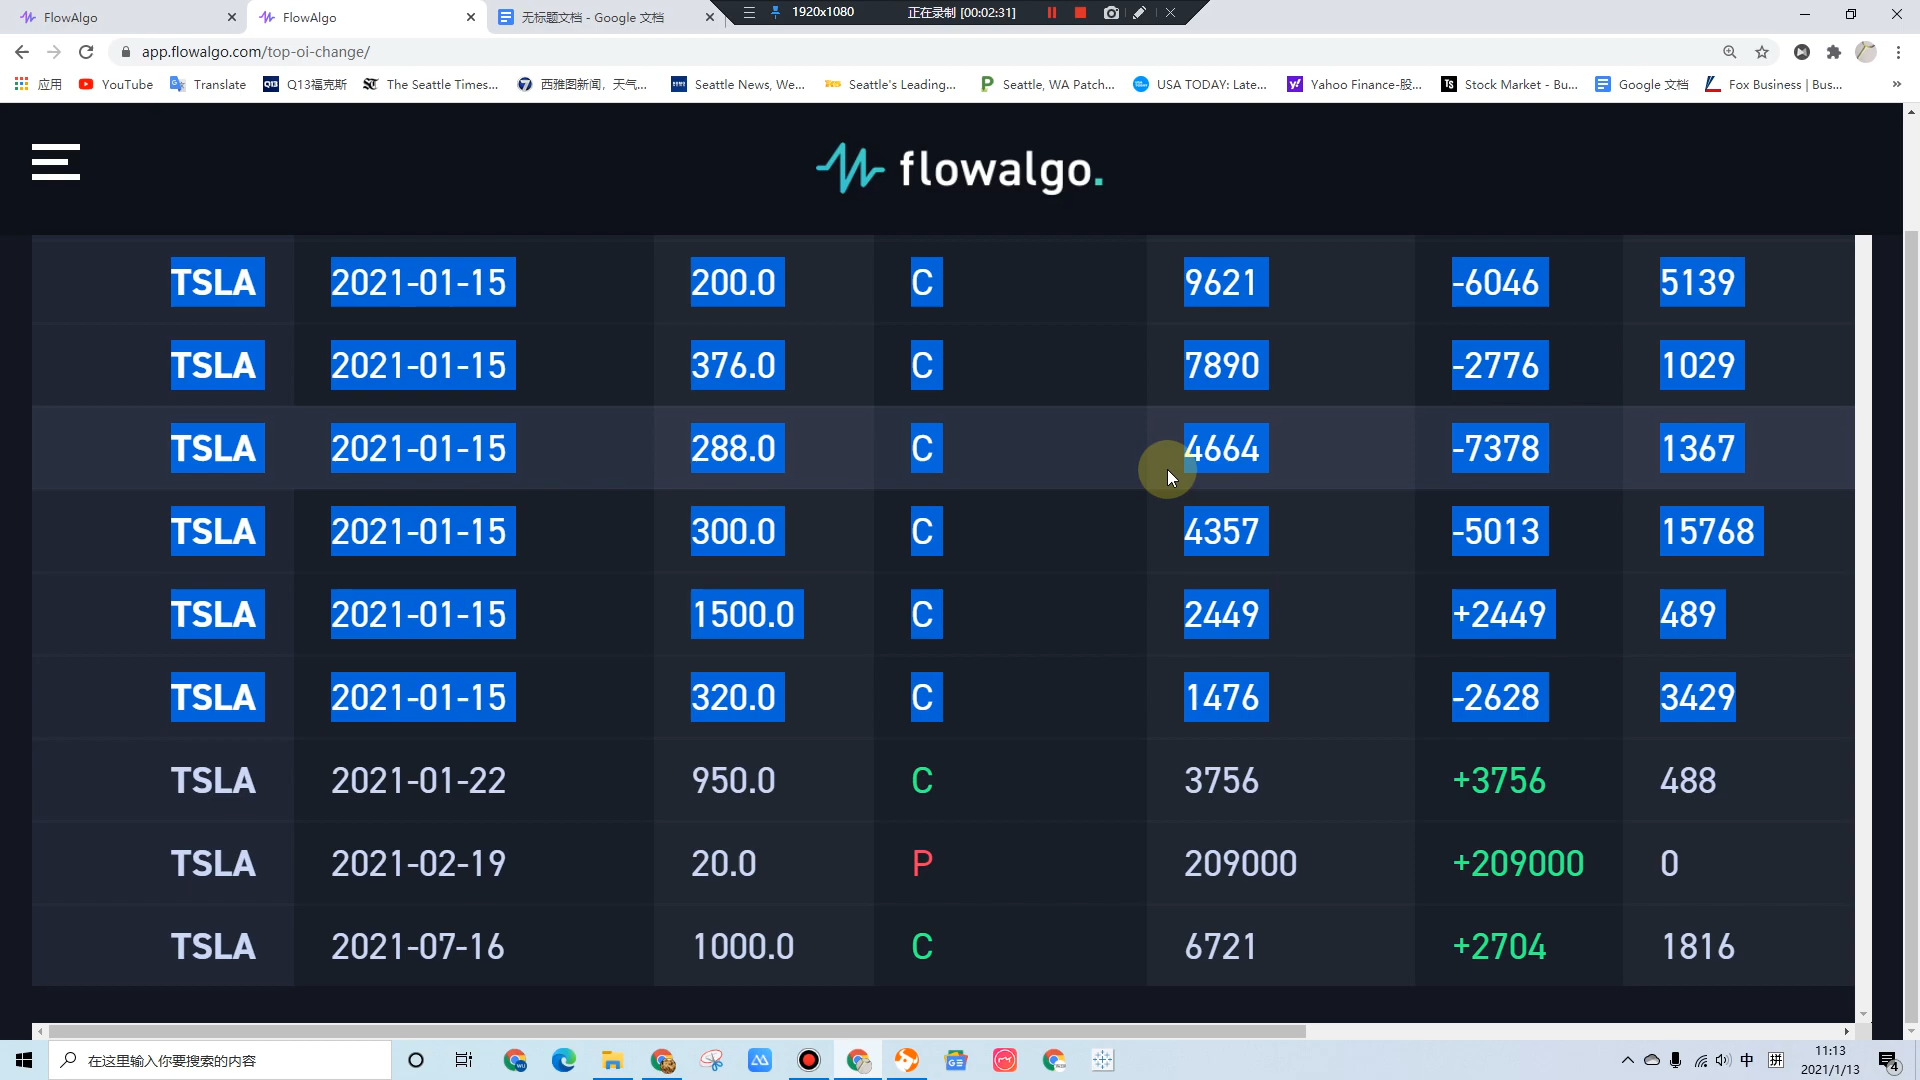 FlowAlgo
FlowAlgo
无标题文档 - Google 文档
1920x1080
正在录制 [00:02:31]
app.flowalgo.com/top-oi-change/
应用
YouTube
Translate
Q13福克斯
The Seattle Times...
西雅图新闻，天气...
Seattle News, We...
Seattle's Leading...
Seattle, WA Patch...
USA TODAY: Late...
Yahoo Finance-股...
Stock Market - Bu...
Google 文档
Fox Business | Bus...
flowalgo.
TSLA 2021-01-15 200.0 C 9621 -6046 5139
TSLA 2021-01-15 376.0 C 7890 -2776 1029
TSLA 2021-01-15 288.0 C 4664 -7378 1367
TSLA 2021-01-15 300.0 C 4357 -5013 15768
TSLA 2021-01-15 1500.0 C 2449 +2449 489
TSLA 2021-01-15 320.0 C 1476 -2628 3429
TSLA 2021-01-22 950.0 C 3756 +3756 488
TSLA 2021-02-19 20.0 P 209000 +209000 0
TSLA 2021-07-16 1000.0 C 6721 +2704 1816
在这里输入你要搜索的内容
中
拼
11:13
2021/1/13
4